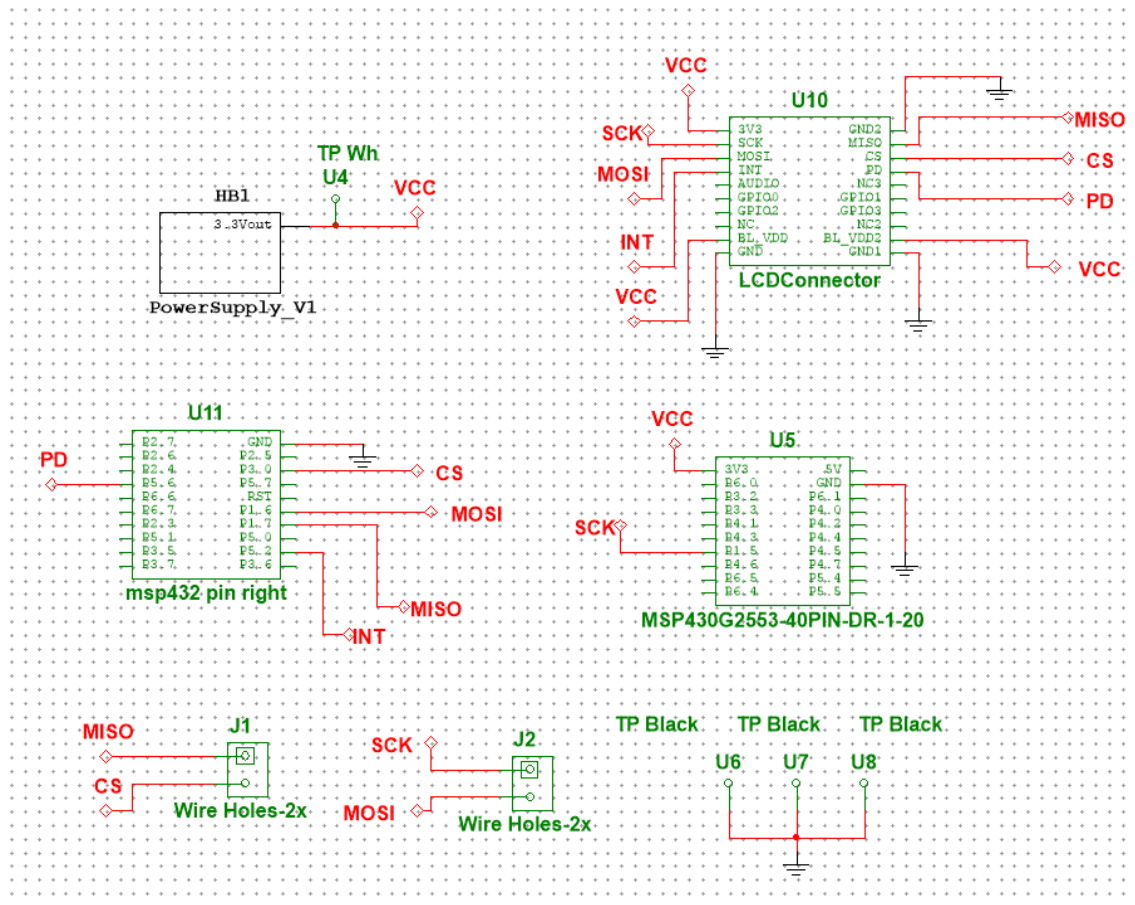 VCC
U10
SCK
3V3
GND2
MISO
SCK
MISO
MOSI
CS
CS
MOSI
INT
PD
AUDIO
NC3
PD
GPIO0
GPIO1
GPIO2
GPIO3
NC
NC2
INT
BL_VDD
BL_VDD2
GND
GND1
VCC
VCC
LCDConnector
TP Wh
U4
HB1
VCC
3.3Vout
PowerSupply_V1
U11
P2.7
GND
P2.6
P2.5
PD
P2.4
P3.0
CS
P5.6
P5.7
P6.6
RST
P6.7
P1.6
MOSI
P2.3
P1.7
P5.1
P5.0
P3.5
P5.2
P3.7
P3.6
msp432 pin right
MISO
INT
VCC
U5
3V3
5V
P6.0
GND
P3.2
P6.1
P3.3
P4.0
SCK
P4.1
P4.2
P4.3
P4.4
P1.5
P4.5
P4.6
P4.7
P6.5
P5.4
P6.4
P5.5
MSP430G2553-40PIN-DR-1-20
MISO
J1
CS
Wire Holes-2x
SCK
J2
MOSI
Wire Holes-2x
TP Black
TP Black
TP Black
U6
U7
U8